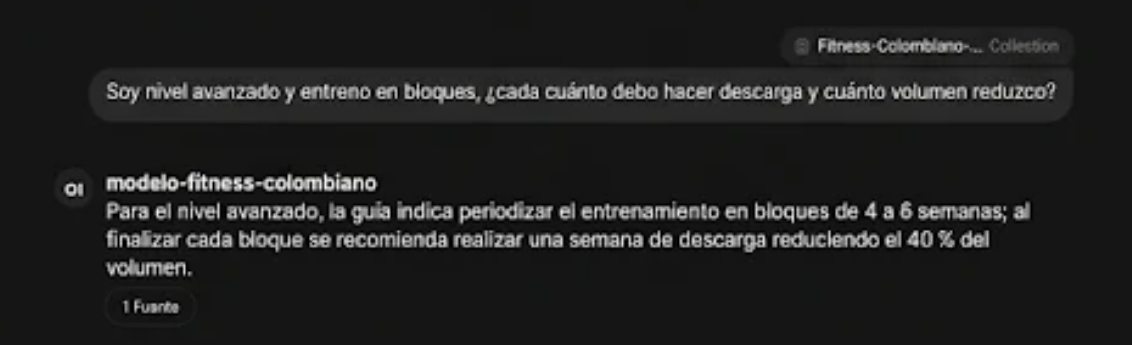 Fitness-Colombiano-... Collection
Soy nivel avanzado y entreno en bloques, ¿cada cuánto debo hacer descarga y cuánto volumen reduzco?
OI
modelo-fitness-colombiano
Para el nivel avanzado, la guía indica periodizar el entrenamiento en bloques de 4 a 6 semanas; al
finalizar cada bloque se recomienda realizar una semana de descarga reduciendo el 40 % del
volumen.
1 Fuente